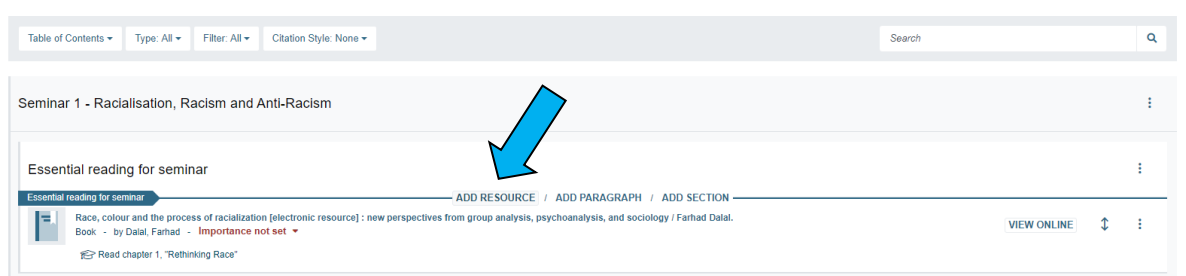 Table of Contents Type: All Filter: All Citation Style: None Search
Seminar 1 - Racialisation, Racism and Anti-Racism
Essential reading for seminar
Essential reading for seminar ADD RESOURCE / ADD PARAGRAPH / ADD SECTION
Race, colour and the process of racialization [electronic resource] : new perspectives from group analysis, psychoanalysis, and sociology / Farhad Dalal.
Book - by Dalal, Farhad - Importance not set VIEW ONLINE
Read chapter 1, "Rethinking Race"